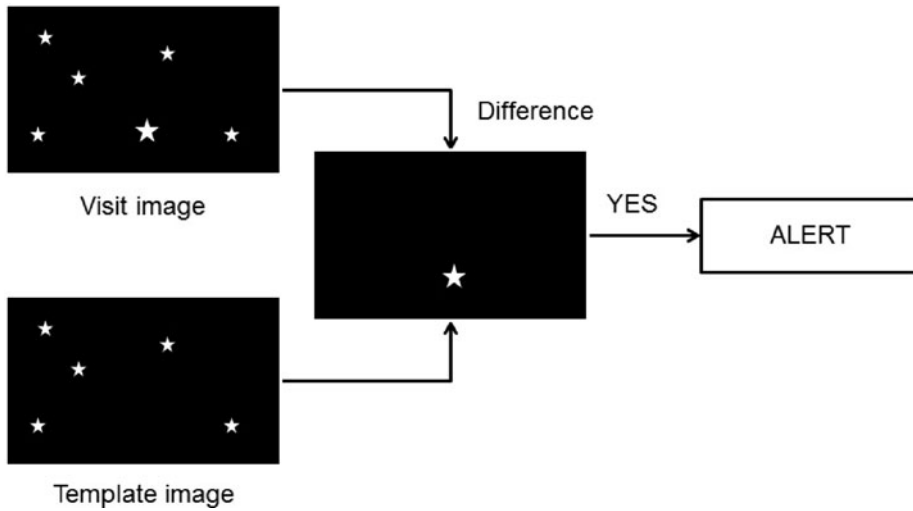 Visit image
Difference
YES
ALERT
Template image